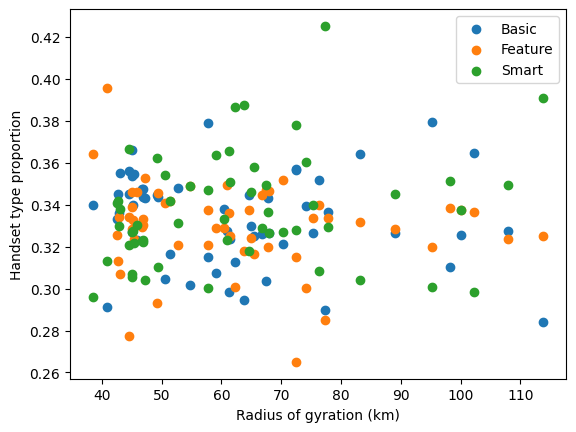 Basic
Feature
Smart
0.42
0.40
0.38
0.36
0.34
0.32
0.30
0.28
0.26
Handset type proportion
40 50 60 70 80 90 100 110
Radius of gyration (km)